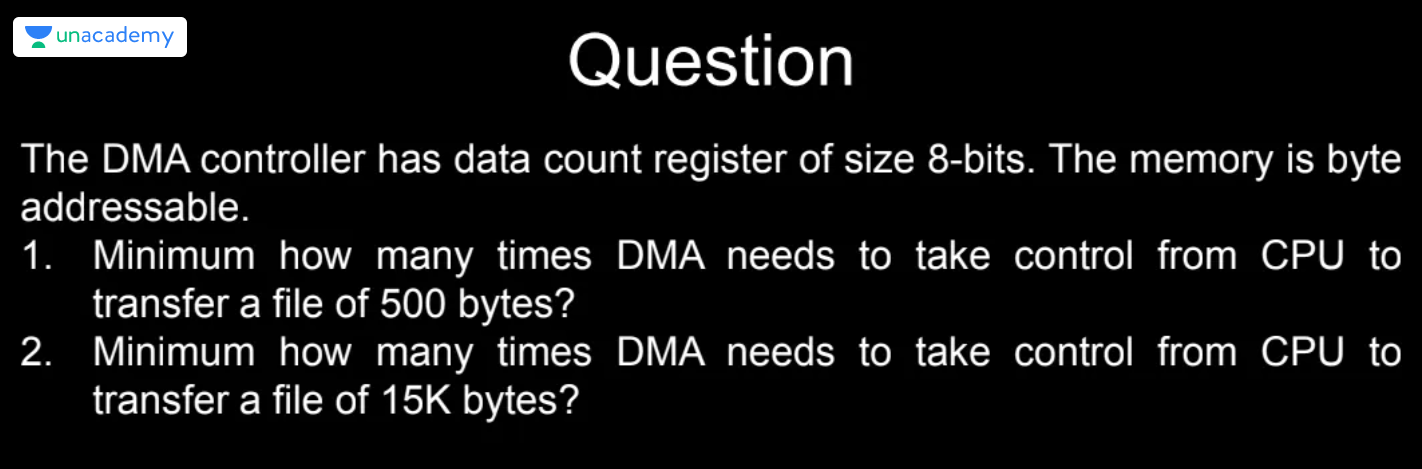 unacademy
Question
The DMA controller has data count register of size 8-bits. The memory is byte
addressable.
1. Minimum how many times DMA needs to take control from CPU to
transfer a file of 500 bytes?
2. Minimum how many times DMA needs to take control from CPU to
transfer a file of 15K bytes?